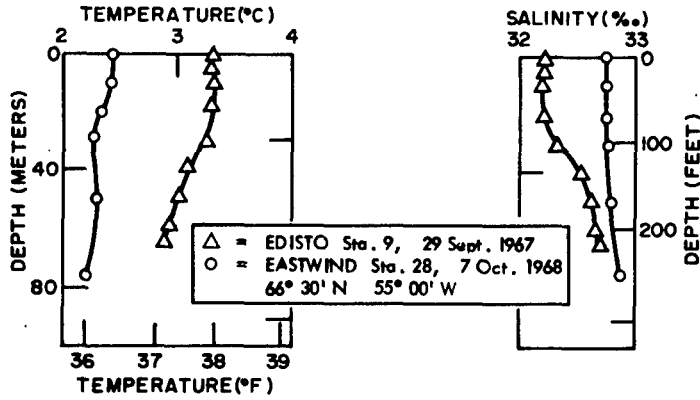 TEMPERATURE(°C)
2 3 4
SALINITY(%o)
32 33
0
40
80
DEPTH (METERS)
0
100
200
DEPTH (FEET)
△ = EDISTO Sta. 9, 29 Sept. 1967
○ = EASTWIND Sta. 28, 7 Oct. 1968
66° 30' N 55° 00' W
36 37 38 39
TEMPERATURE(°F)